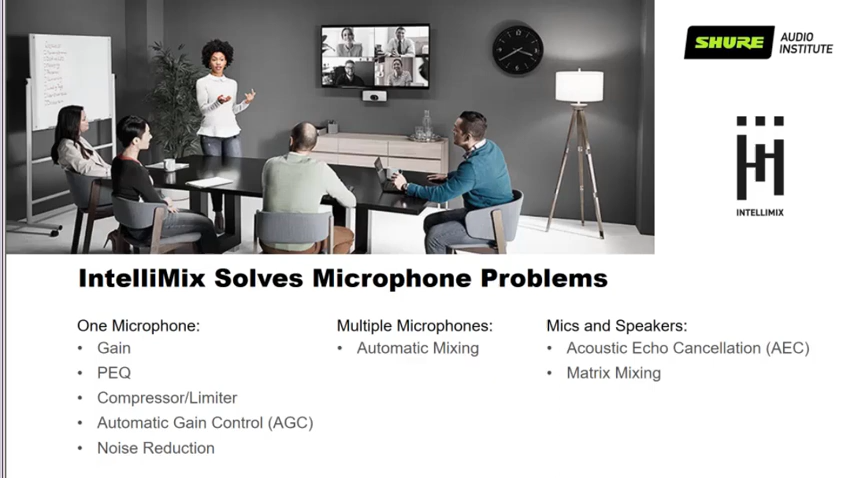 SHURE AUDIO INSTITUTE
INTELLIMIX
IntelliMix Solves Microphone Problems
One Microphone:
• Gain
• PEQ
• Compressor/Limiter
• Automatic Gain Control (AGC)
• Noise Reduction
Multiple Microphones:
• Automatic Mixing
Mics and Speakers:
• Acoustic Echo Cancellation (AEC)
• Matrix Mixing